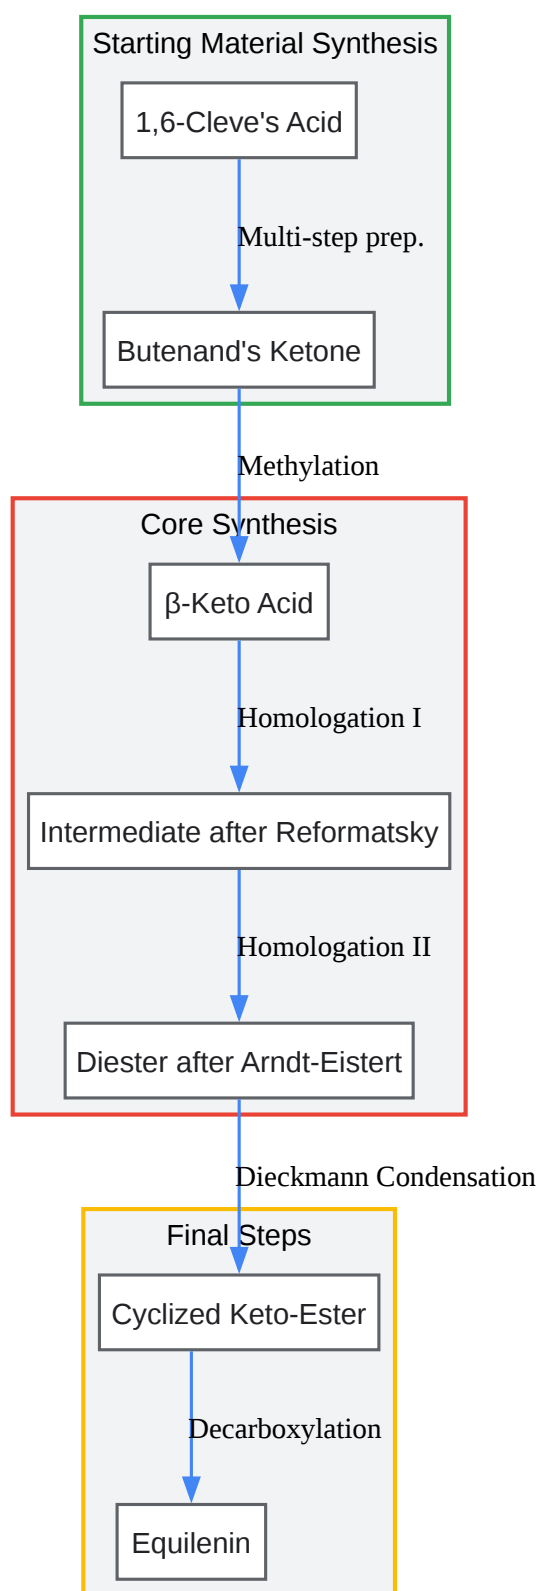 Starting Material Synthesis
1,6-Cleve's Acid
Multi-step prep.
Butenand's Ketone
Methylation
Core Synthesis
β-Keto Acid
Homologation I
Intermediate after Reformatsky
Homologation II
Diester after Arndt-Eistert
Dieckmann Condensation
Final Steps
Cyclized Keto-Ester
Decarboxylation
Equilenin